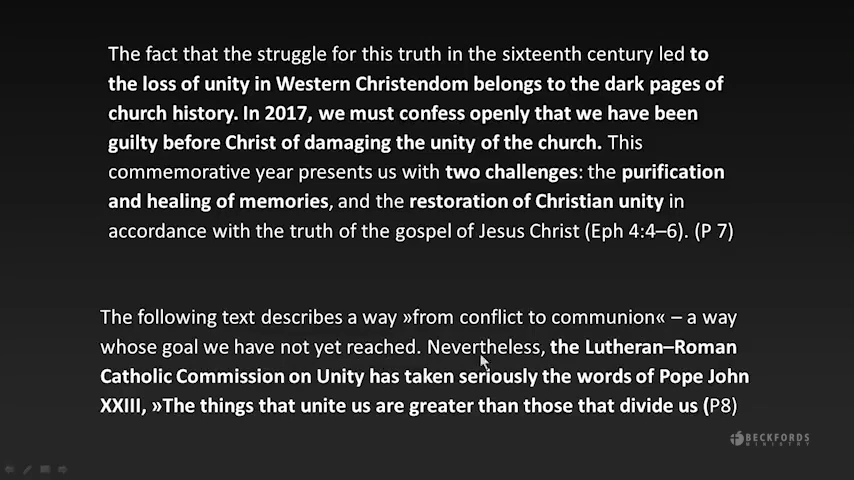 The fact that the struggle for this truth in the sixteenth century led to
the loss of unity in Western Christendom belongs to the dark pages of
church history. In 2017, we must confess openly that we have been
guilty before Christ of damaging the unity of the church. This
commemorative year presents us with two challenges: the purification
and healing of memories, and the restoration of Christian unity in
accordance with the truth of the gospel of Jesus Christ (Eph 4:4–6). (P 7)
The following text describes a way »from conflict to communion« – a way
whose goal we have not yet reached. Nevertheless, the Lutheran–Roman
Catholic Commission on Unity has taken seriously the words of Pope John
XXIII, »The things that unite us are greater than those that divide us (P8)
BECKFORDS
MINISTRY